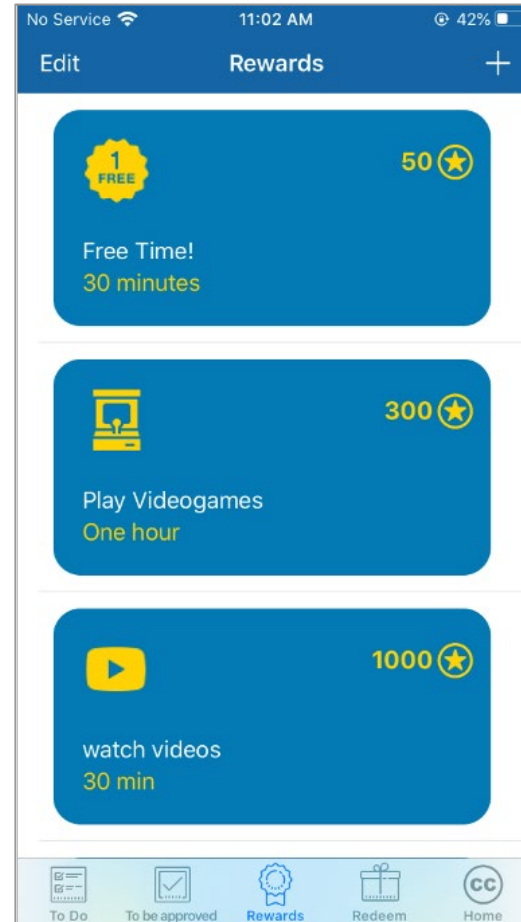 No Service 11:02 AM 42%
Edit Rewards +
1
FREE
50
Free Time!
30 minutes
300
Play Videogames
One hour
1000
watch videos
30 min
CC
To Do To be approved Rewards Redeem Home